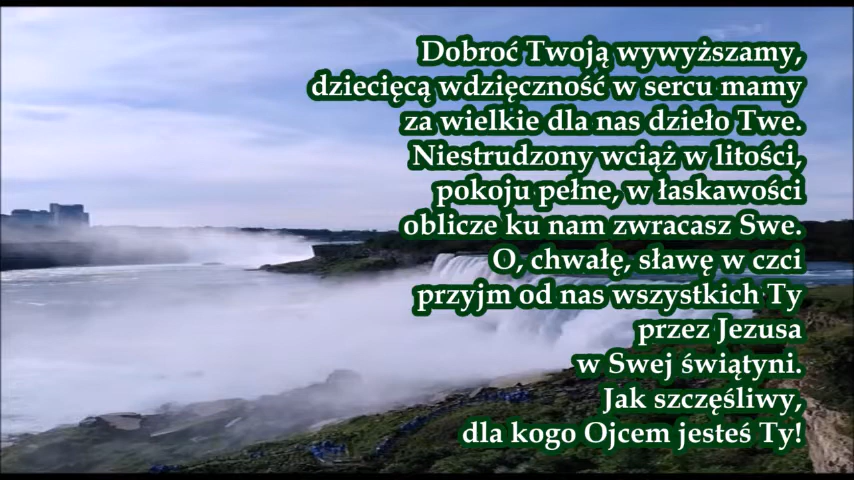 Dobroć Twoją wywyższamy,
dziecięcą wdzięczność w sercu mamy
za wielkie dla nas dzieło Twe.
Niestrudzony wciąż w litości,
pokoju pełne, w łaskawości
oblicze ku nam zwracasz Swe.
O, chwałę, sławę w czci
przyjm od nas wszystkich Ty
przez Jezusa
w Swej świątyni.
Jak szczęśliwy,
dla kogo Ojcem jesteś Ty!